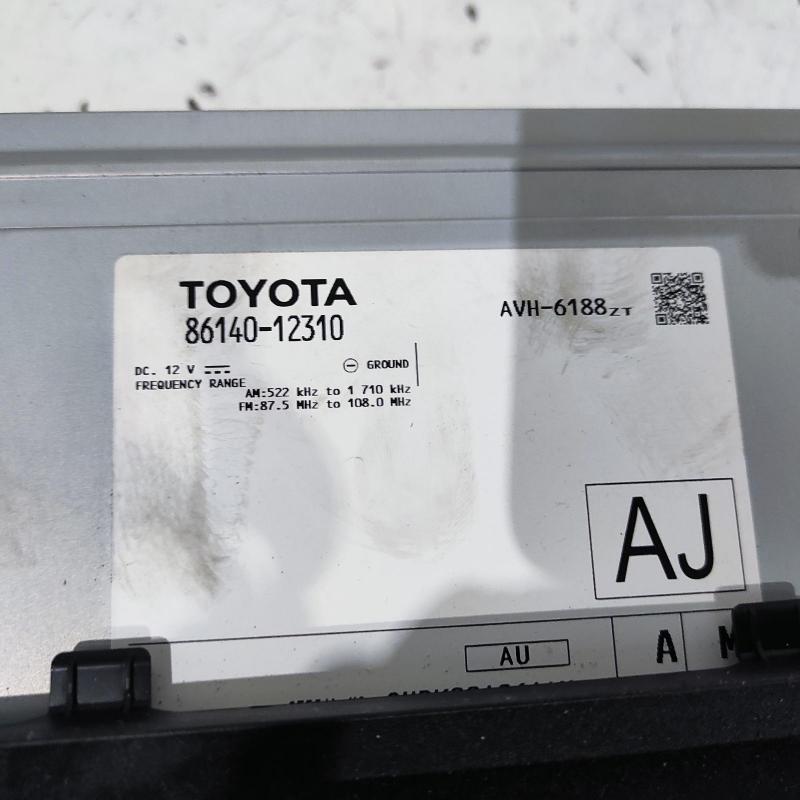 TOYOTA
86140-12310
AVH-6188ZT
DC. 12 V
GROUND
FREQUENCY RANGE
AM:522 kHz to 1 710 kHz
FM:87.5 MHz to 108.0 MHz
AJ
AU
A
M